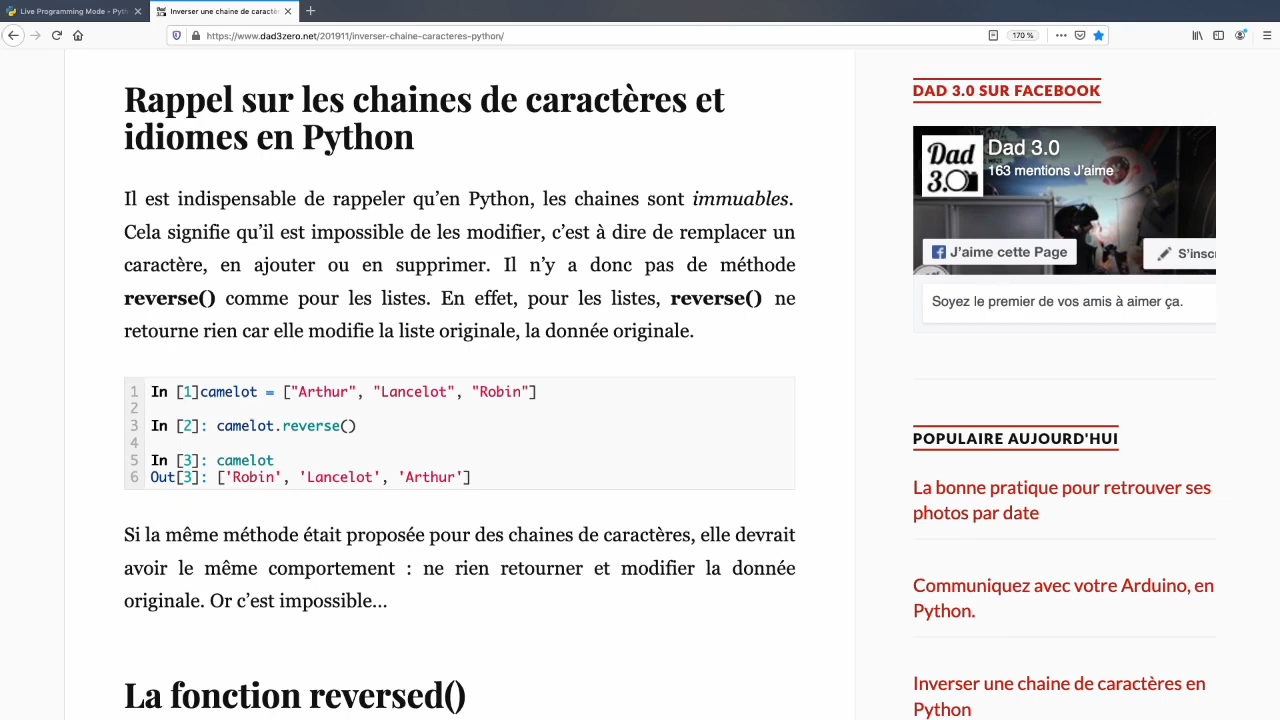 Live Programming Mode - Pyth
Inverser une chaine de caractè
https://www.dad3zero.net/201911/inverser-chaine-caracteres-python/
170 %
Rappel sur les chaines de caractères et
idiomes en Python
Il est indispensable de rappeler qu’en Python, les chaines sont immuables.
Cela signifie qu’il est impossible de les modifier, c’est à dire de remplacer un
caractère, en ajouter ou en supprimer. Il n’y a donc pas de méthode
reverse() comme pour les listes. En effet, pour les listes, reverse() ne
retourne rien car elle modifie la liste originale, la donnée originale.
1 In [1]camelot = ["Arthur", "Lancelot", "Robin"]
2
3 In [2]: camelot.reverse()
4
5 In [3]: camelot
6 Out[3]: ['Robin', 'Lancelot', 'Arthur']
Si la même méthode était proposée pour des chaines de caractères, elle devrait
avoir le même comportement : ne rien retourner et modifier la donnée
originale. Or c’est impossible…
La fonction reversed()
DAD 3.0 SUR FACEBOOK
Dad
3.0
Dad 3.0
163 mentions J’aime
J’aime cette Page
S’inscr
Soyez le premier de vos amis à aimer ça.
POPULAIRE AUJOURD'HUI
La bonne pratique pour retrouver ses
photos par date
Communiquez avec votre Arduino, en
Python.
Inverser une chaine de caractères en
Python